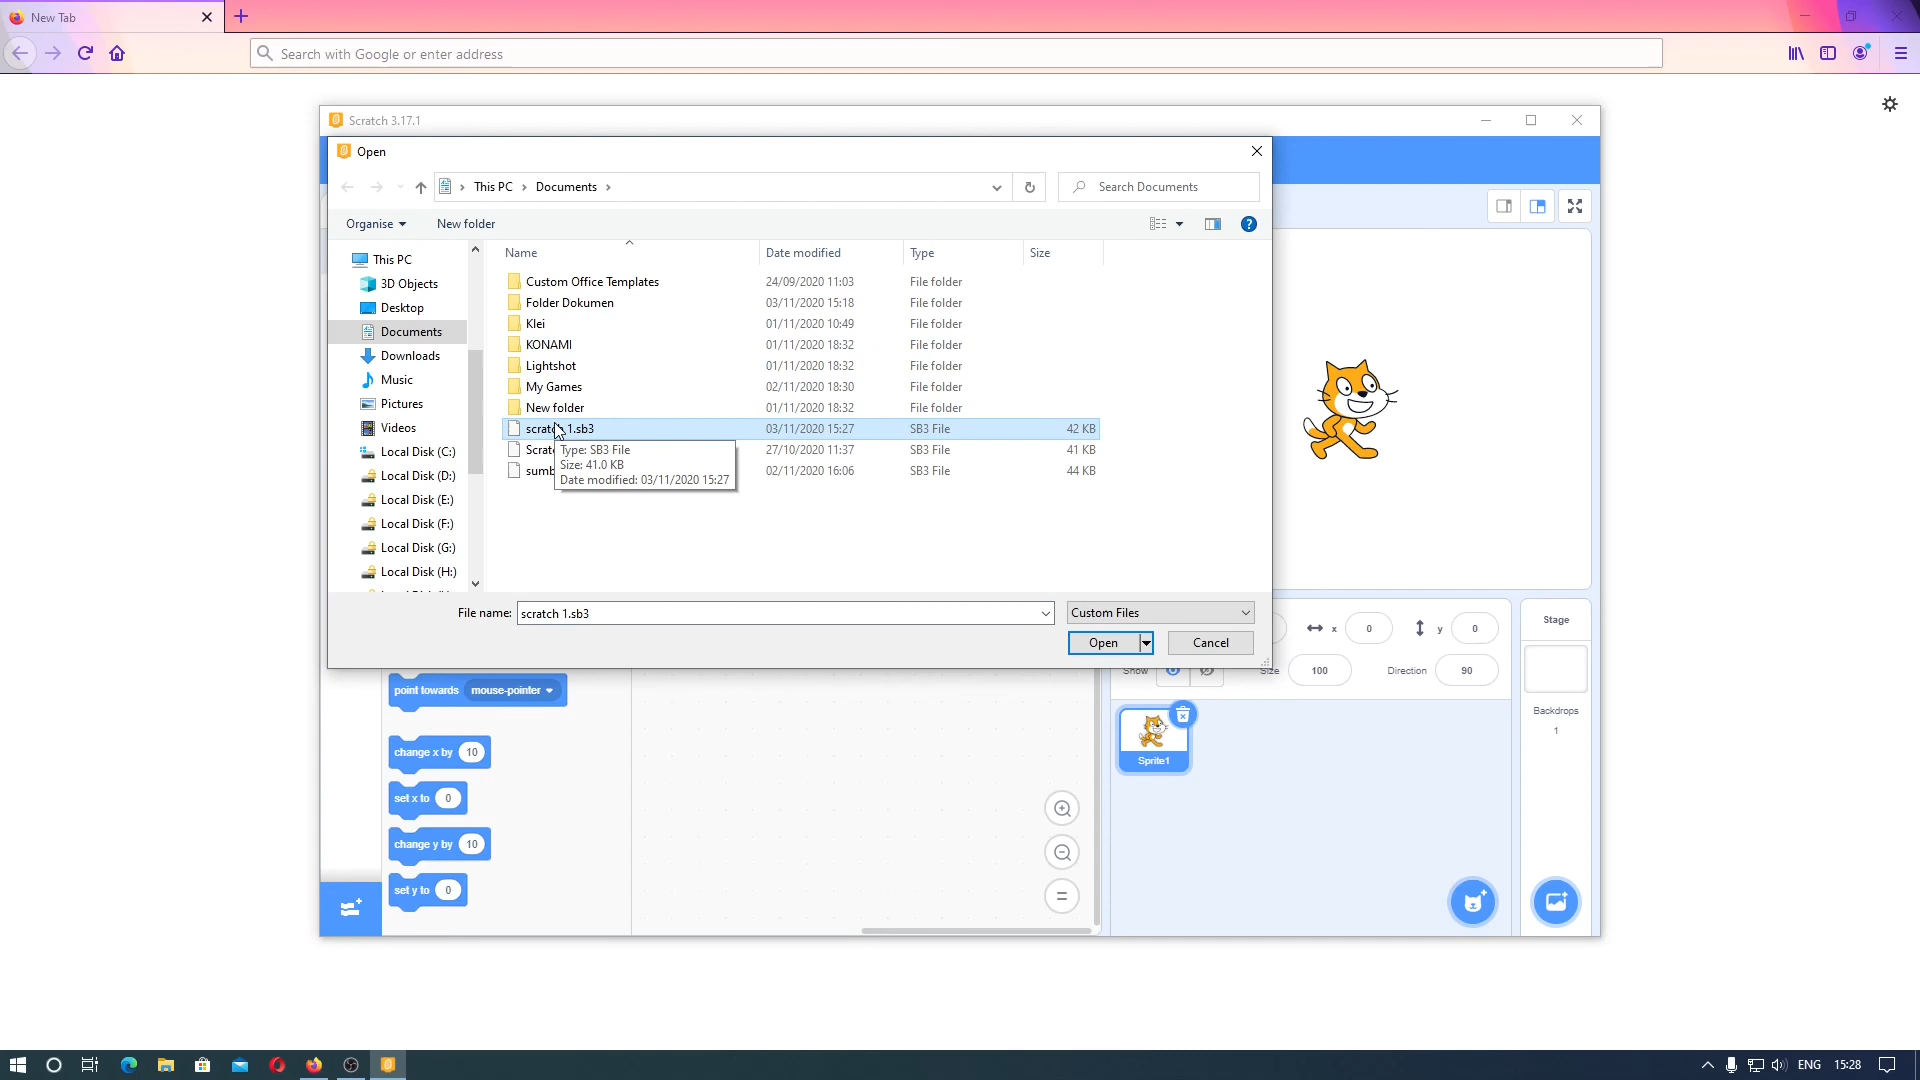 New Tab
Search with Google or enter address
Scratch 3.17.1
Open
This PC
Documents
Search Documents
Organise
New folder
Name
Date modified
Type
Size
This PC
3D Objects
Desktop
Documents
Downloads
Music
Pictures
Videos
Local Disk (C:)
Local Disk (D:)
Local Disk (E:)
Local Disk (F:)
Local Disk (G:)
Local Disk (H:)
Custom Office Templates 24/09/2020 11:03 File folder
Folder Dokumen 03/11/2020 15:18 File folder
Klei 01/11/2020 10:49 File folder
KONAMI 01/11/2020 18:32 File folder
Lightshot 01/11/2020 18:32 File folder
My Games 02/11/2020 18:30 File folder
New folder 01/11/2020 18:32 File folder
scratch 1.sb3 03/11/2020 15:27 SB3 File 42 KB
27/10/2020 11:37 SB3 File 41 KB
02/11/2020 16:06 SB3 File 44 KB
Type: SB3 File
Size: 41.0 KB
Date modified: 03/11/2020 15:27
File name: scratch 1.sb3
Custom Files
Open
Cancel
x 0
y 0
Show
Size 100
Direction 90
Stage
Backdrops
1
Sprite1
point towards mouse-pointer
change x by 10
set x to 0
change y by 10
set y to 0
ENG
15:28